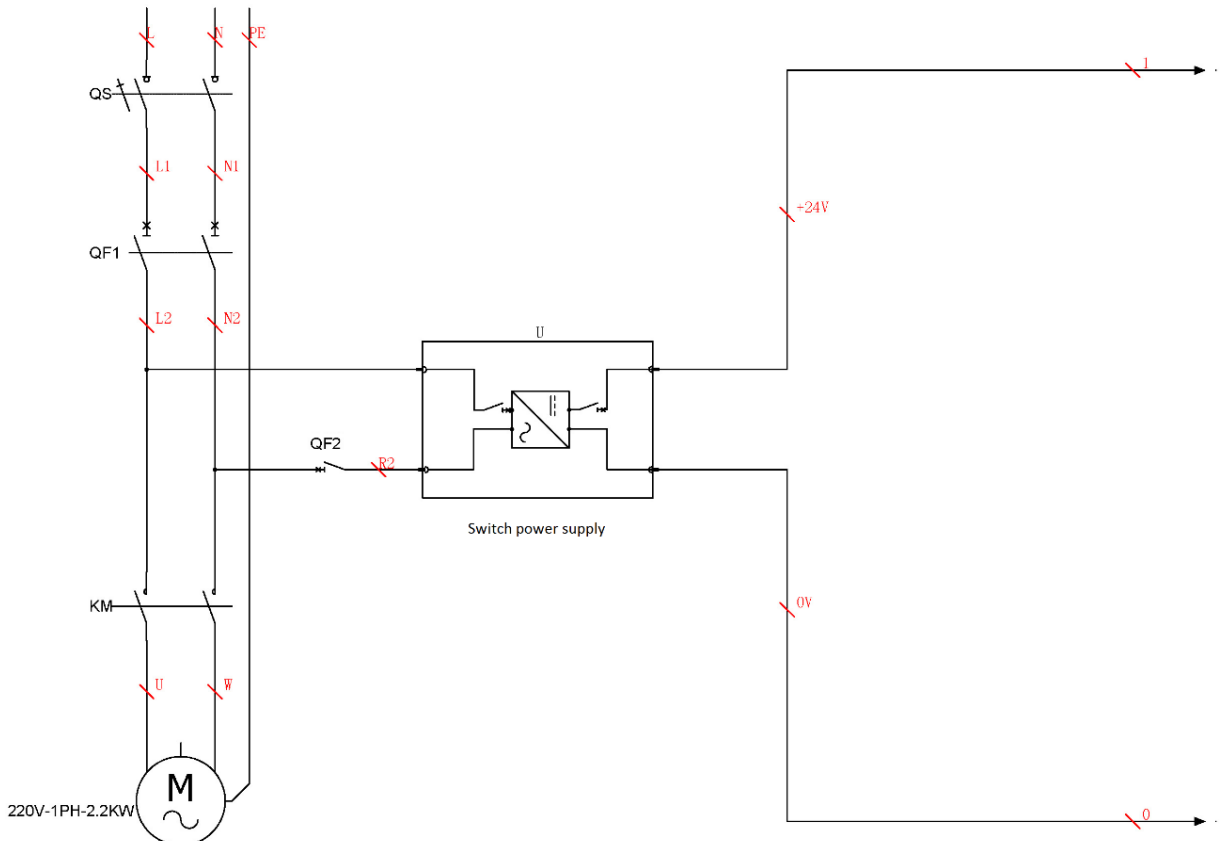 L N PE
1
QS
L1 N1
+24V
QF1
L2 N2
U
QF2
R2
Switch power supply
KM
0V
U W
M
220V-1PH-2.2KW
0